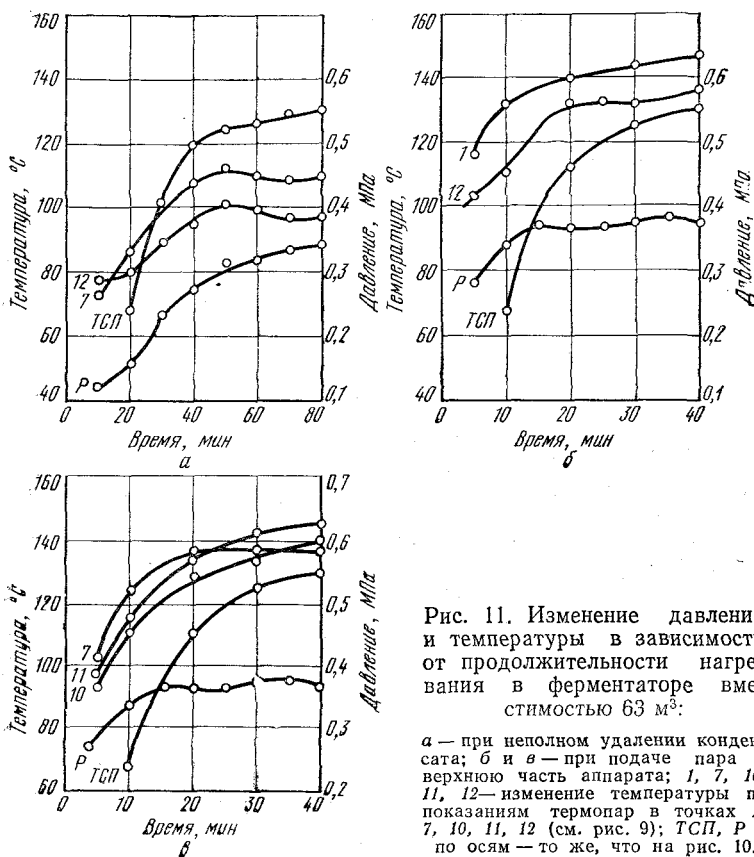 160
140
120
100
80
60
40
Температура, °С
0,6
0,5
0,4
0,3
0,2
0,1
Давление, МПа
12
7
ТСП
Р
0 20 40 60 80
Время, мин
а
160
140
120
100
80
60
40
Температура, °С
0,6
0,5
0,4
0,3
0,2
0,1
Давление, МПа
1
12
Р
ТСП
0 10 20 30 40
Время, мин
б
160
140
120
100
80
60
Температура, °С
0,7
0,6
0,5
0,4
0,3
0,2
Давление, МПа
7
11
10
Р
ТСП
0 10 20 30 40
Время, мин
в
Рис. 11. Изменение давлени
и температуры в зависимост
от продолжительности нагре
вания в ферментаторе вме
стимостью 63 м³:
а — при неполном удалении конден
сата; б и в — при подаче пара
верхнюю часть аппарата; 1, 7, 1
11, 12— изменение температуры п
показаниям термопар в точках
7, 10, 11, 12 (см. рис. 9); ТСП, Р
по осям — то же, что на рис. 10.